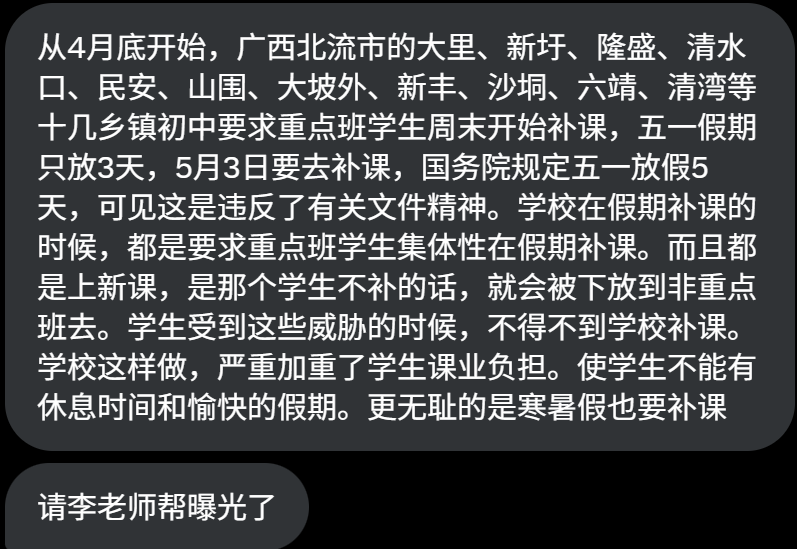 从4月底开始，广西北流市的大里、新圩、隆盛、清水
口、民安、山围、大坡外、新丰、沙垌、六靖、清湾等
十几乡镇初中要求重点班学生周末开始补课，五一假期
只放3天，5月3日要去补课，国务院规定五一放假5
天，可见这是违反了有关文件精神。学校在假期补课的
时候，都是要求重点班学生集体性在假期补课。而且都
是上新课，是那个学生不补的话，就会被下放到非重点
班去。学生受到这些威胁的时候，不得不到学校补课。
学校这样做，严重加重了学生课业负担。使学生不能有
休息时间和愉快的假期。更无耻的是寒暑假也要补课
请李老师帮曝光了